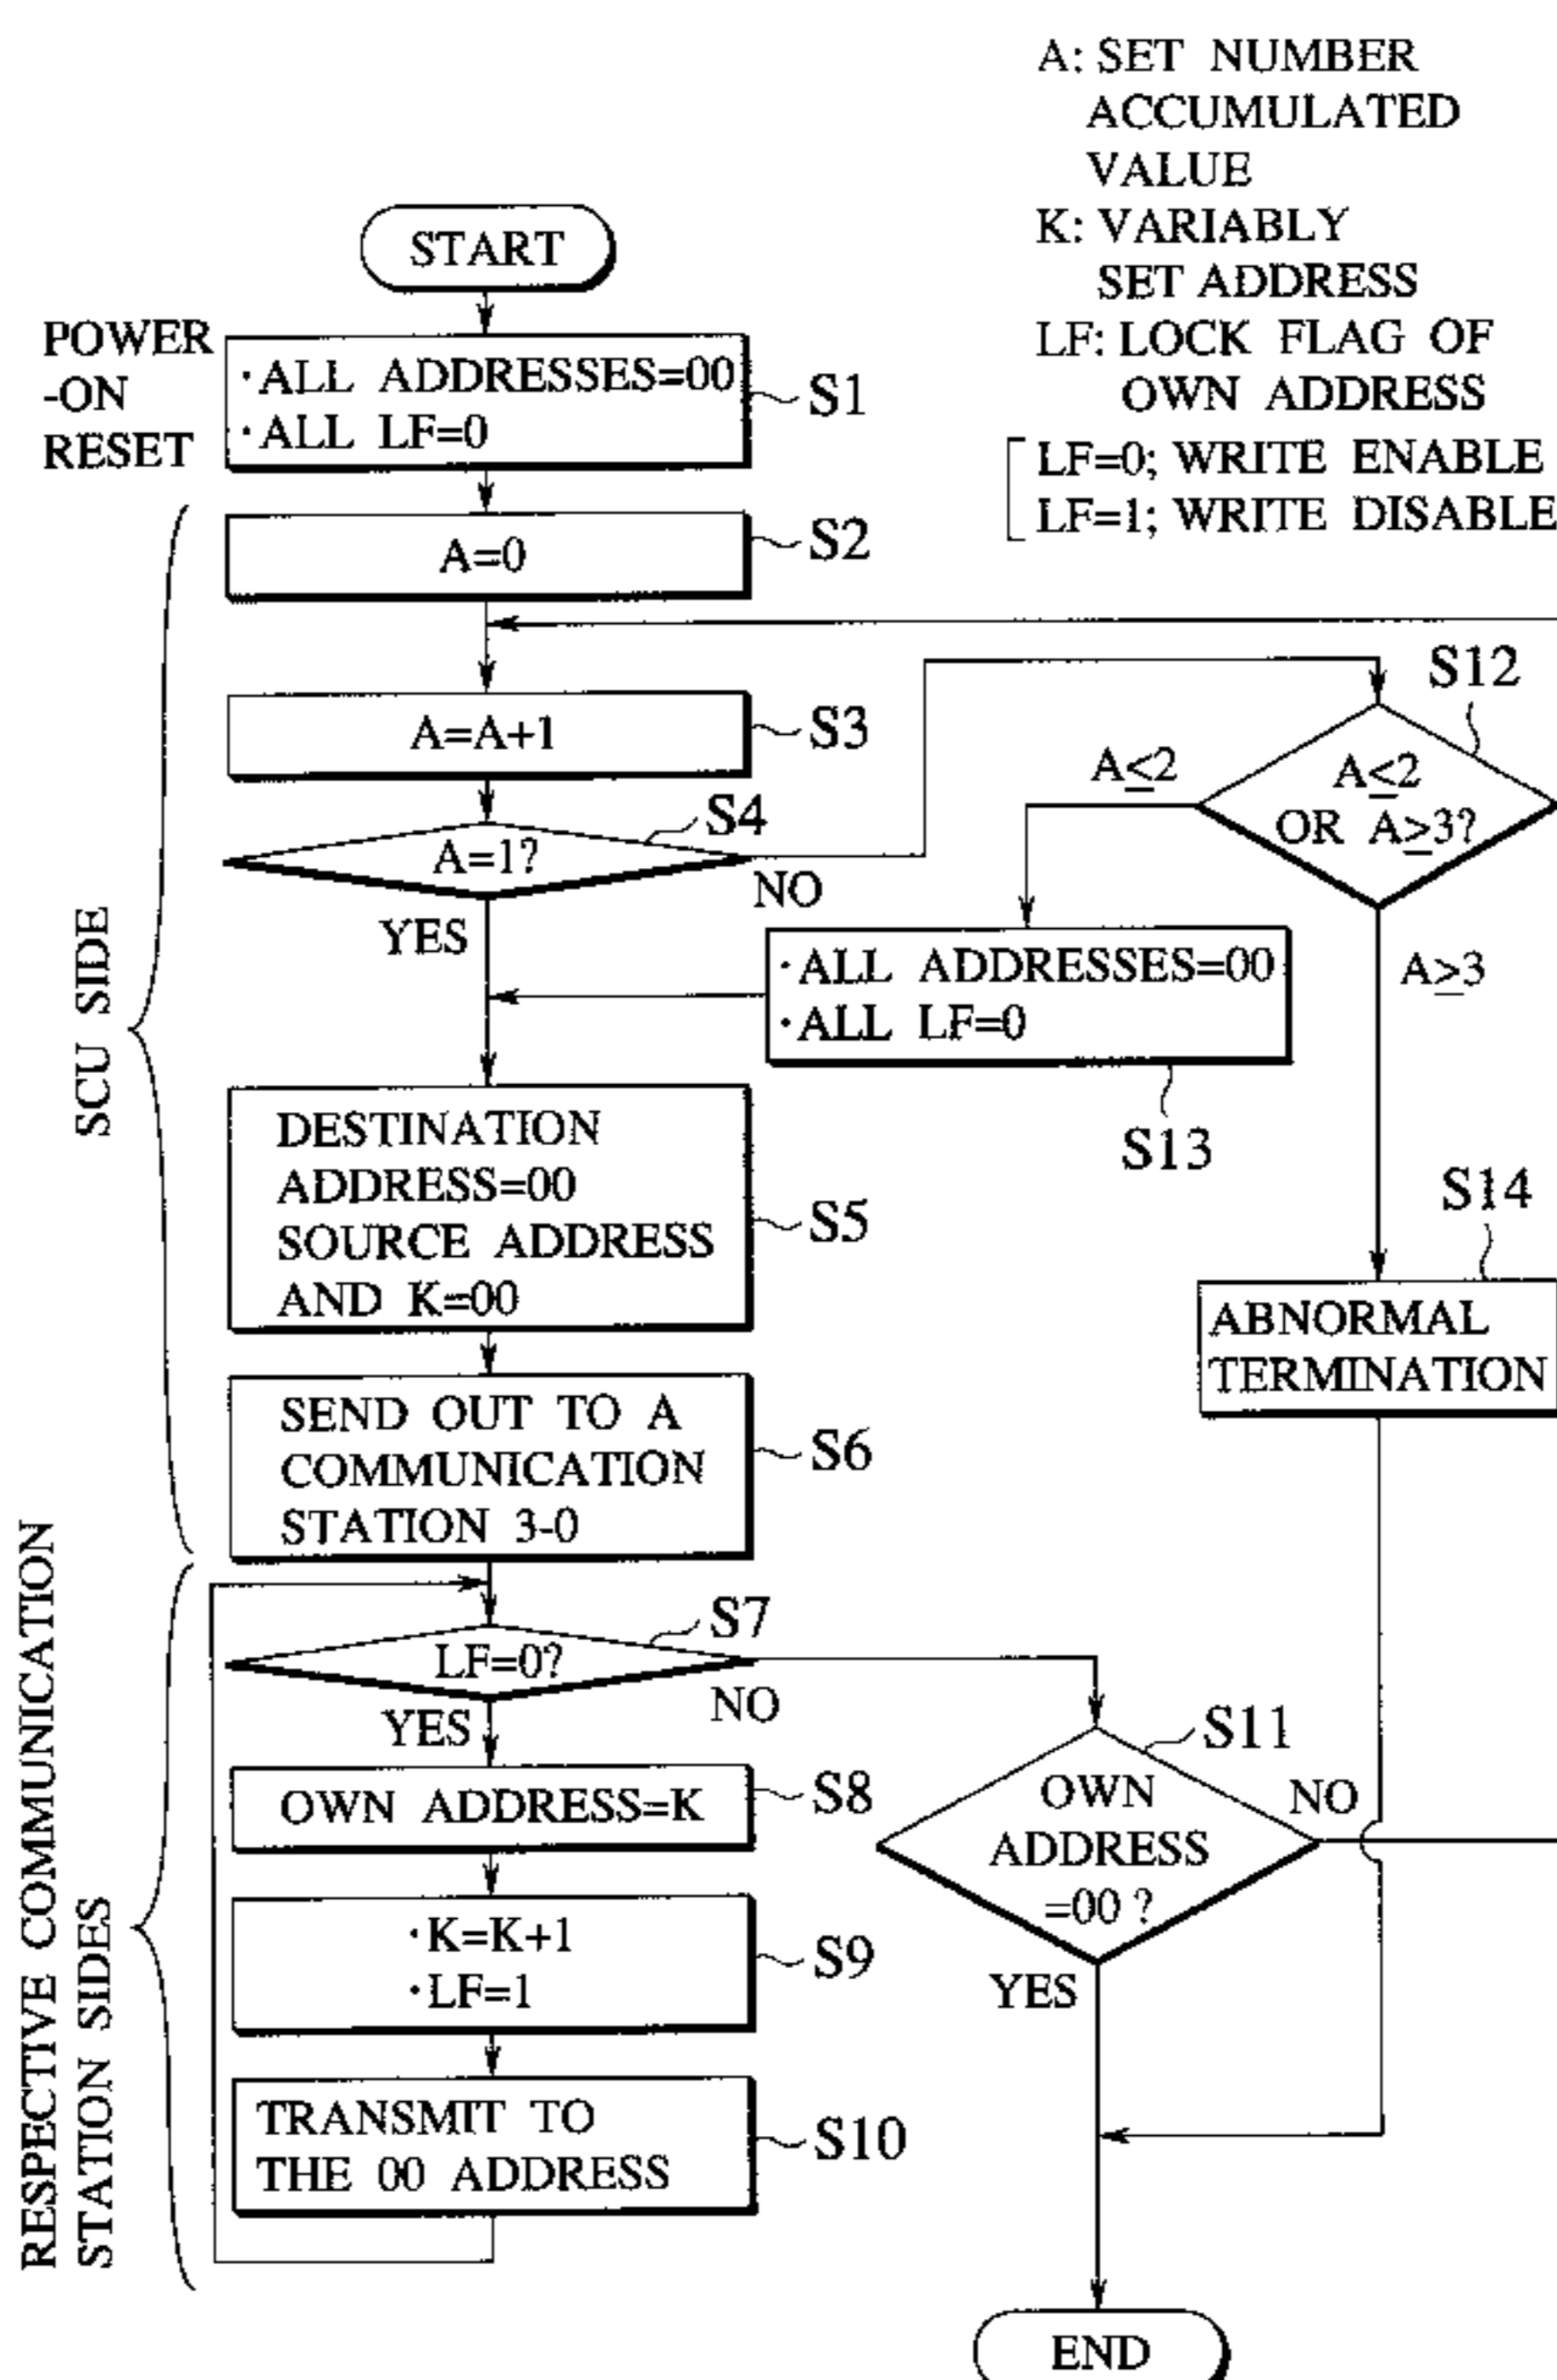 A: SET NUMBER
ACCUMULATED
VALUE
K: VARIABLY
SET ADDRESS
LF: LOCK FLAG OF
OWN ADDRESS
LF=0; WRITE ENABLE
LF=1; WRITE DISABLE
START
POWER
-ON
RESET
·ALL ADDRESSES=00
·ALL LF=0
S1
SCU SIDE
A=0
S2
A=A+1
S3
A=1?
S4
YES
NO
S12
A≤2
OR A≥3?
A≤2
A≥3
·ALL ADDRESSES=00
·ALL LF=0
S13
DESTINATION
ADDRESS=00
SOURCE ADDRESS
AND K=00
S5
S14
ABNORMAL
TERMINATION
SEND OUT TO A
COMMUNICATION
STATION 3-0
S6
RESPECTIVE COMMUNICATION
STATION SIDES
LF=0?
S7
YES
NO
OWN ADDRESS=K
S8
S11
OWN
ADDRESS
=00 ?
NO
YES
·K=K+1
·LF=1
S9
TRANSMIT TO
THE 00 ADDRESS
S10
END